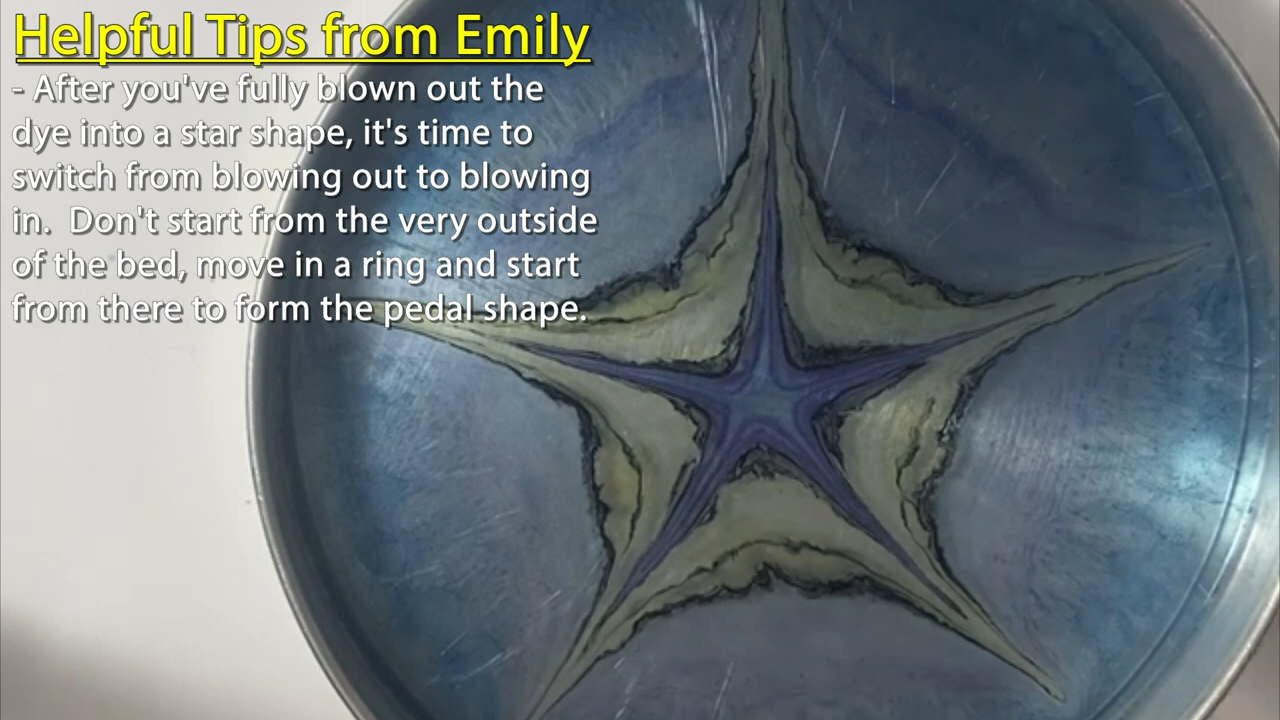 Helpful Tips from Emily
- After you've fully blown out the
dye into a star shape, it's time to
switch from blowing out to blowing
in.  Don't start from the very outside
of the bed, move in a ring and start
from there to form the pedal shape.